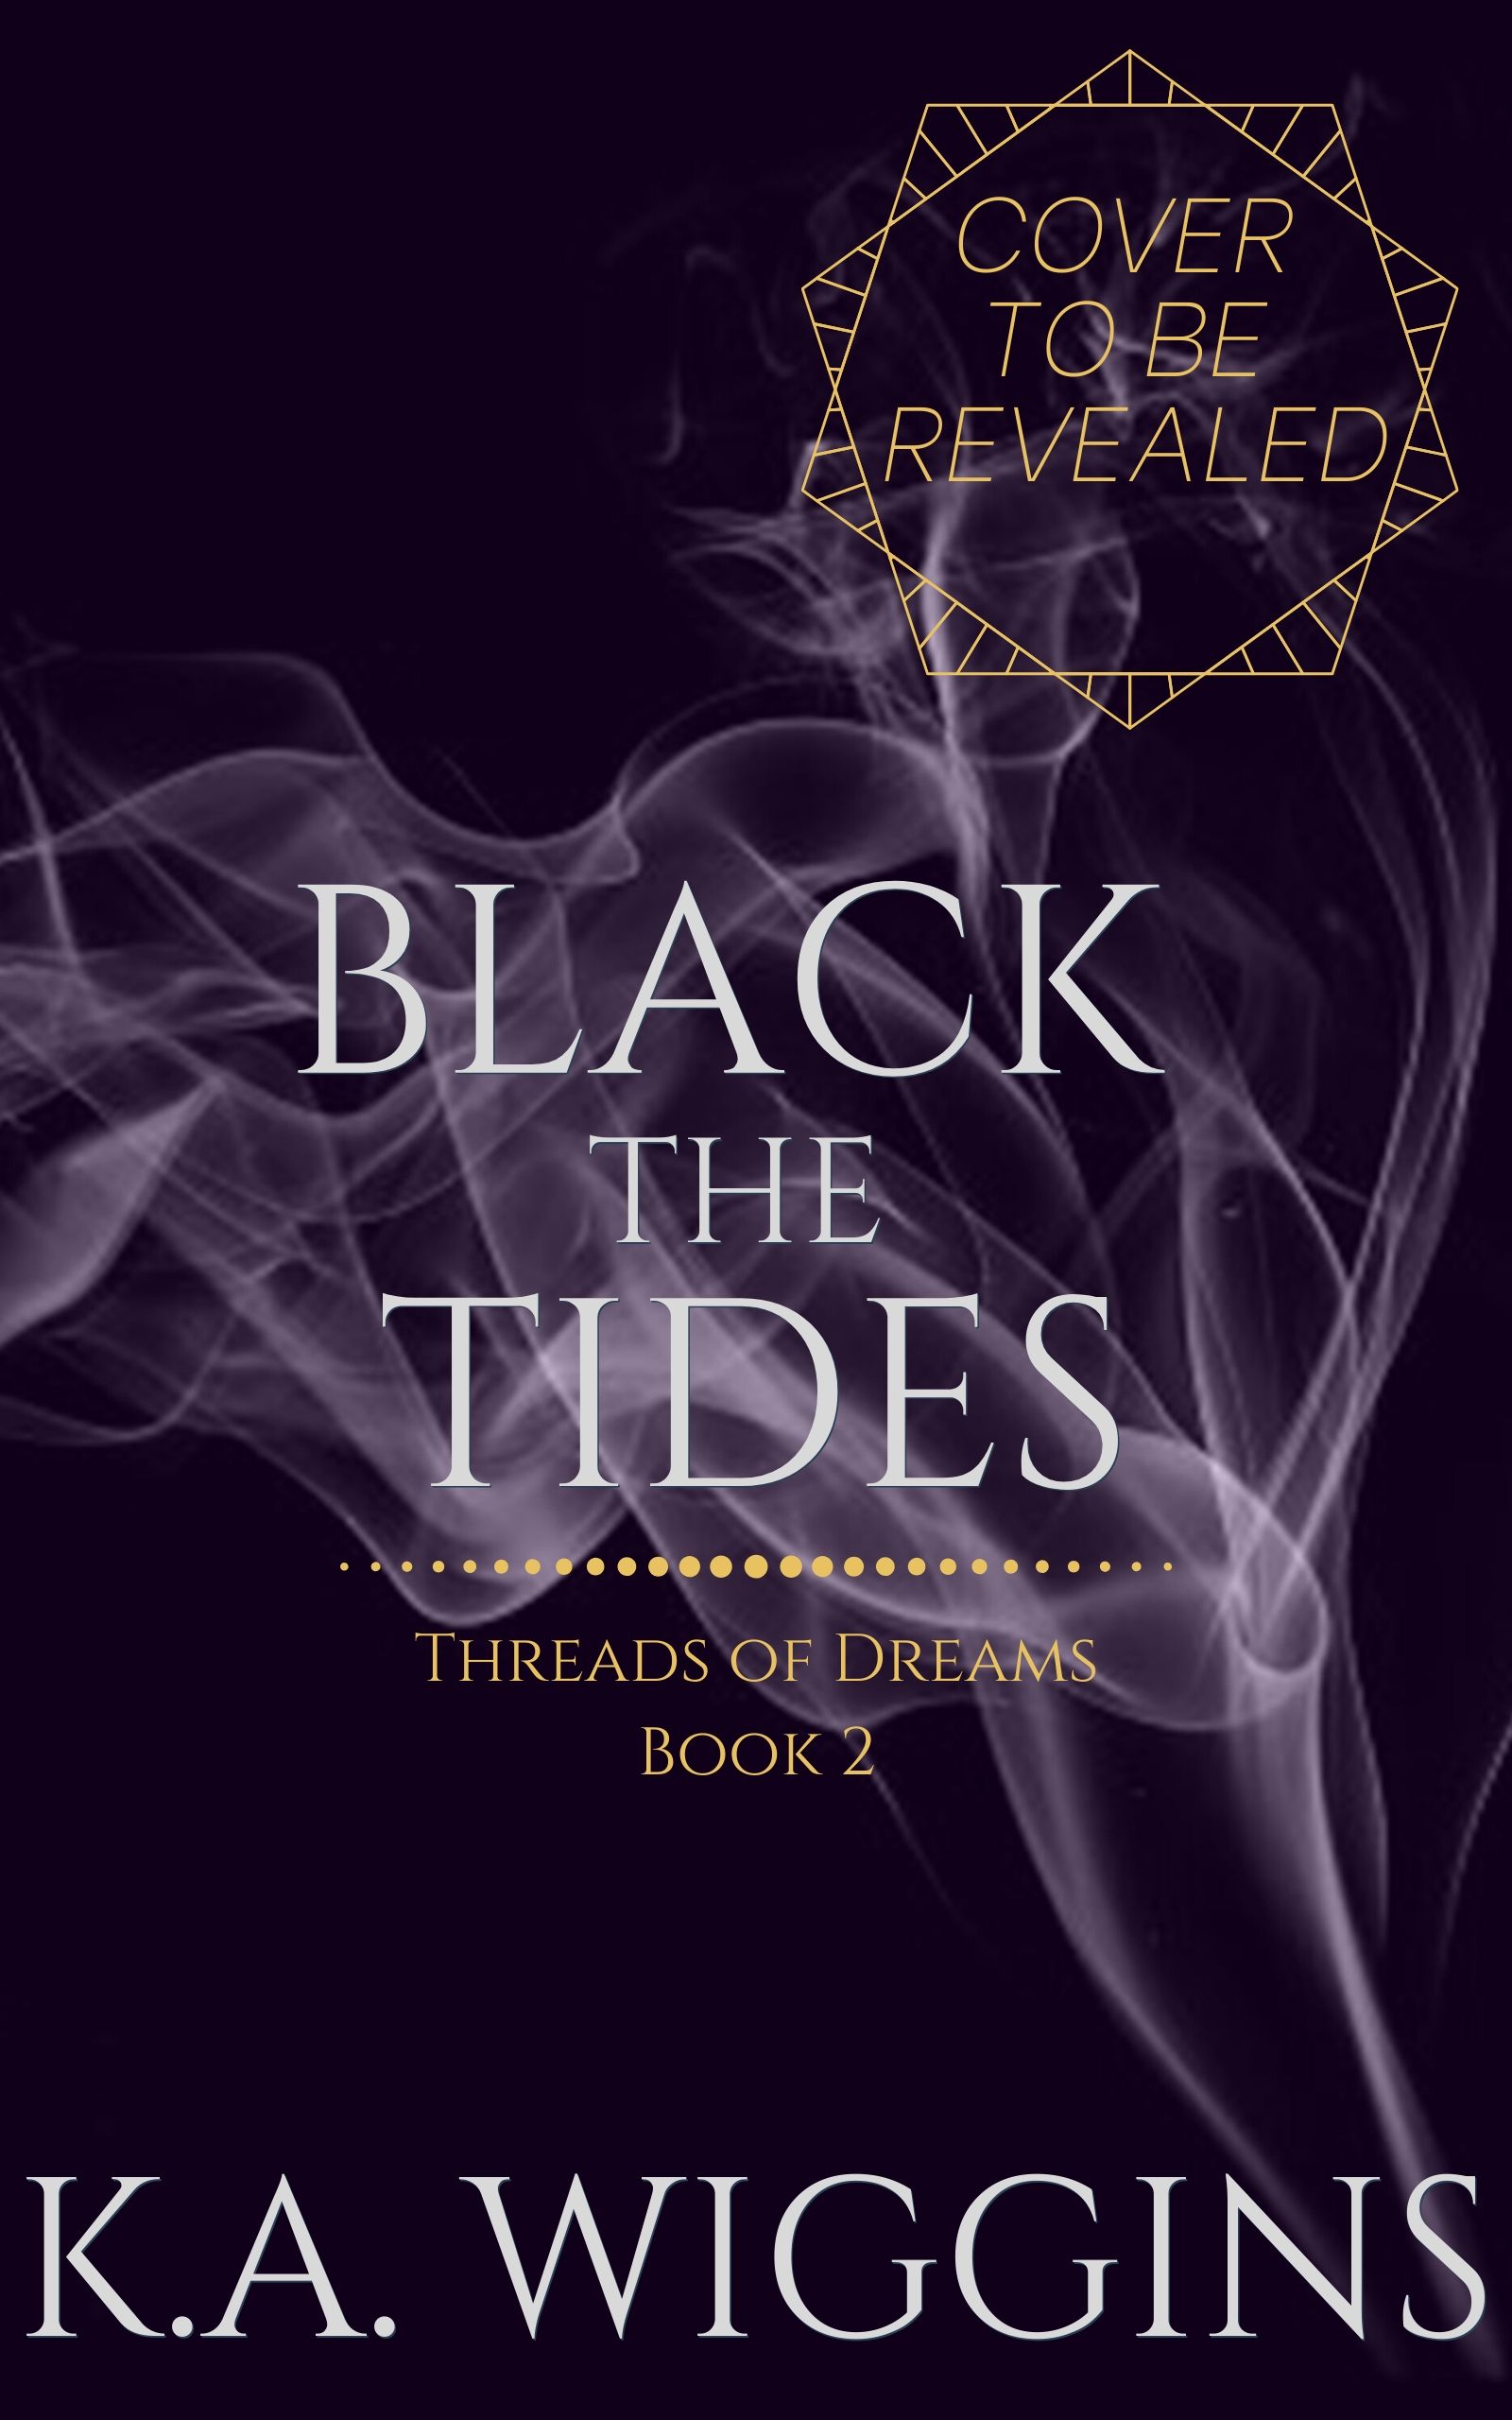 COVER
TO BE
REVEALED
BLACK
THE
TIDES
THREADS OF DREAMS
BOOK 2
K.A. WIGGINS